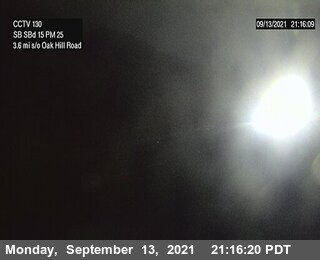 CCTV 130
09/13/2021 21:16:09
SB SBd 15 PM 25
3.6 mi s/o Oak Hill Road
Monday, September 13, 2021 21:16:20 PDT